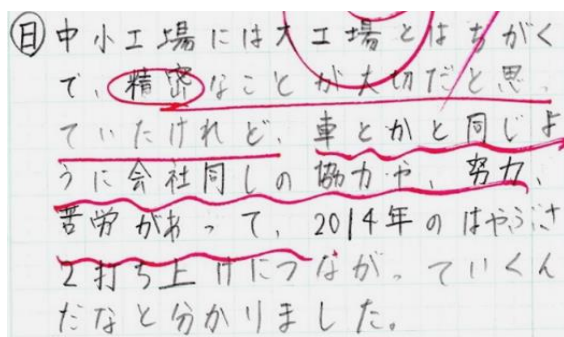 日 中小工場には大工場とはちがく
て、精密なことが大切だと思っ
ていたけれど、車とかと同じよ
うに会社同しの協力や、努力、
苦労があって、2014年のはやぶさ
2打ち上げにつながっていくん
だなと分かりました。